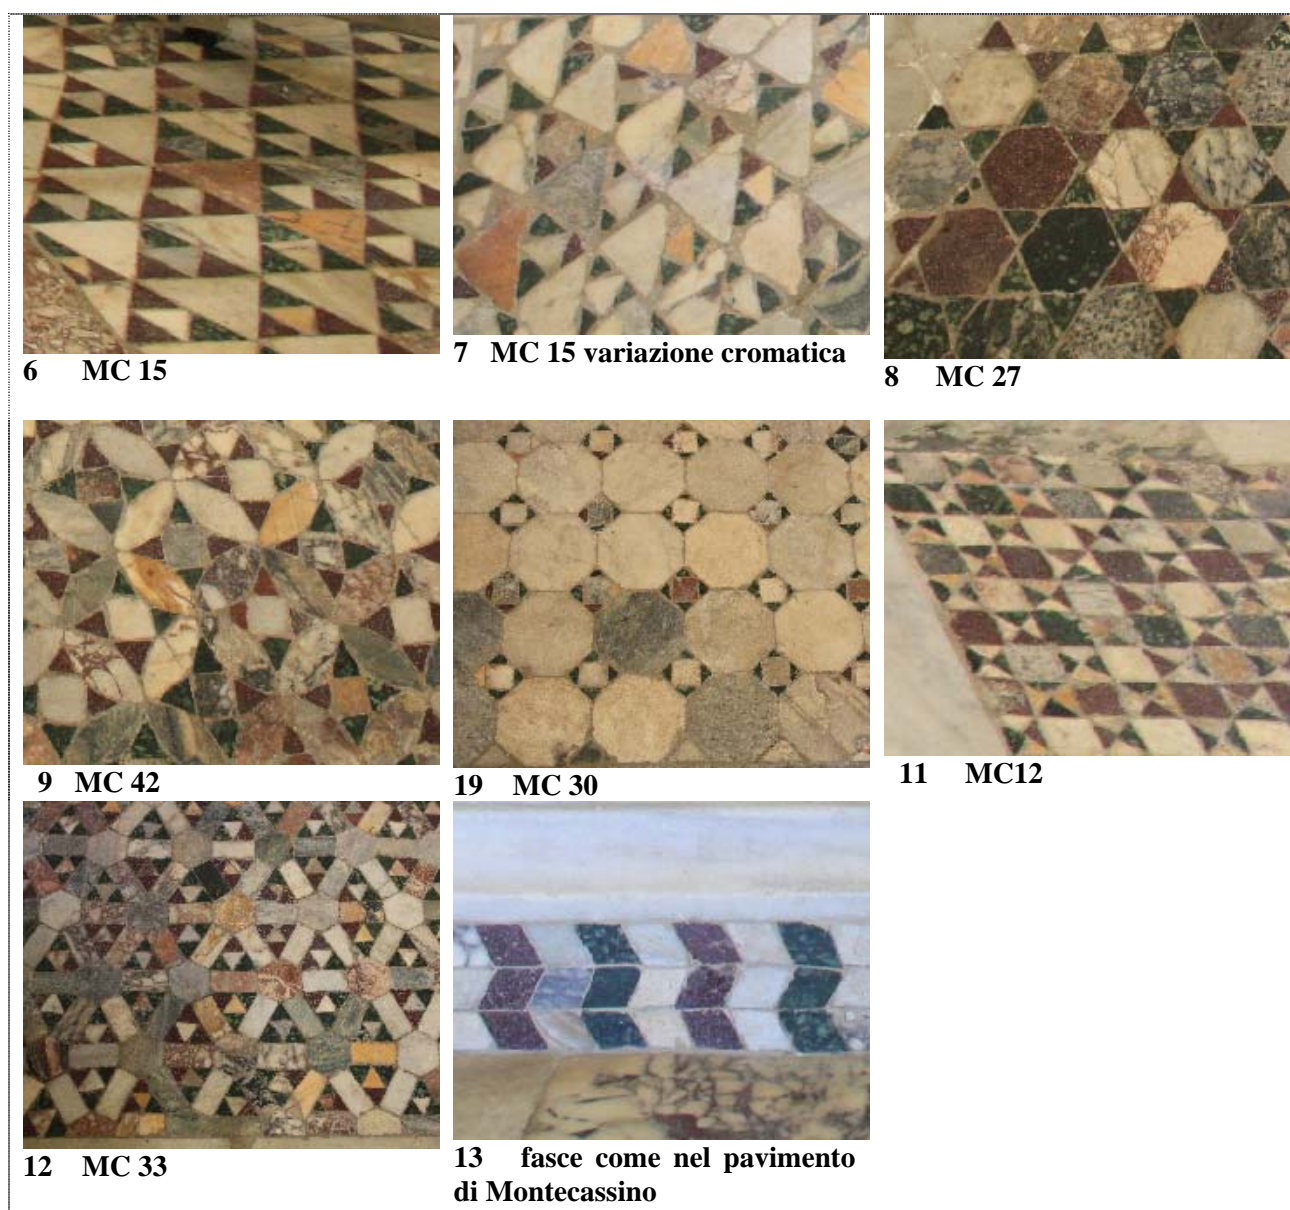 6 MC 15
7 MC 15 variazione cromatica
8 MC 27
9 MC 42
19 MC 30
11 MC12
12 MC 33
13 fasce come nel pavimento
di Montecassino